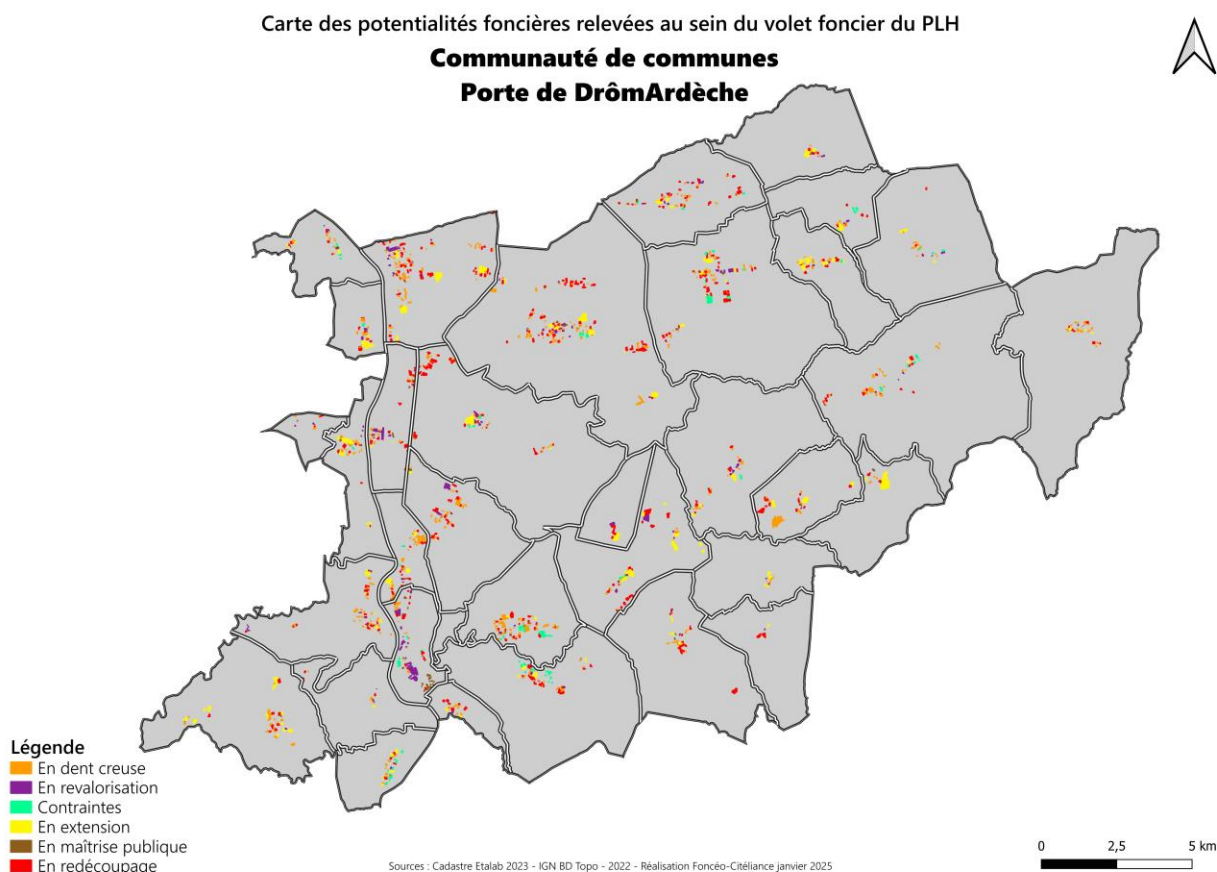 Carte des potentialités foncières relevées au sein du volet foncier du PLH
Communauté de communes
Porte de DrômArdèche
Légende
En dent creuse
En revalorisation
Contraintes
En extension
En maîtrise publique
En redécoupage
Sources : Cadastre Etalab 2023 - IGN BD Topo - 2022 - Réalisation Foncéo-Citéliance janvier 2025
0 2,5 5 km